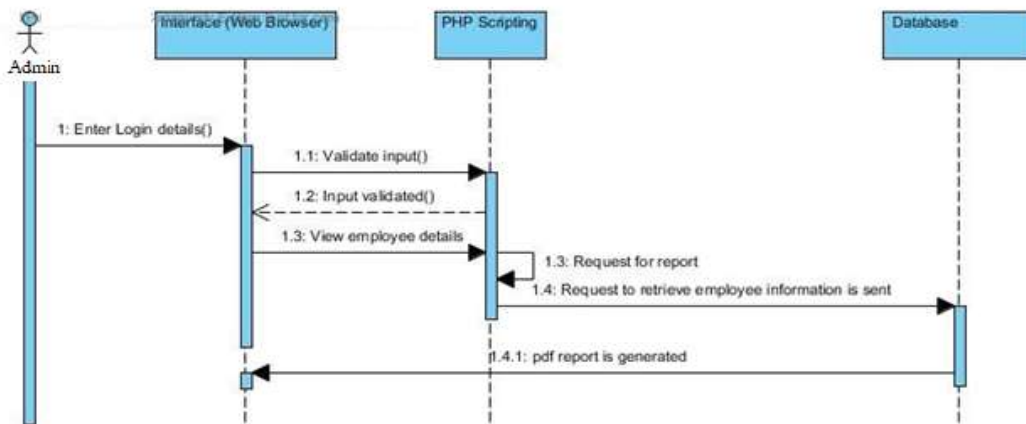 Interface (Web Browser)
PHP Scripting
Database
Admin
1: Enter Login details()
1.1: Validate input()
1.2: Input validated()
1.3: View employee details
1.3: Request for report
1.4: Request to retrieve employee information is sent
1.4.1: pdf report is generated